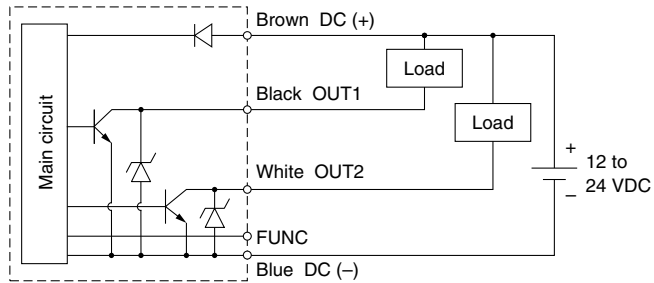 Brown DC (+)
Load
Black OUT1
Load
Main circuit
White OUT2
+
12 to
24 VDC
–
FUNC
Blue DC (–)